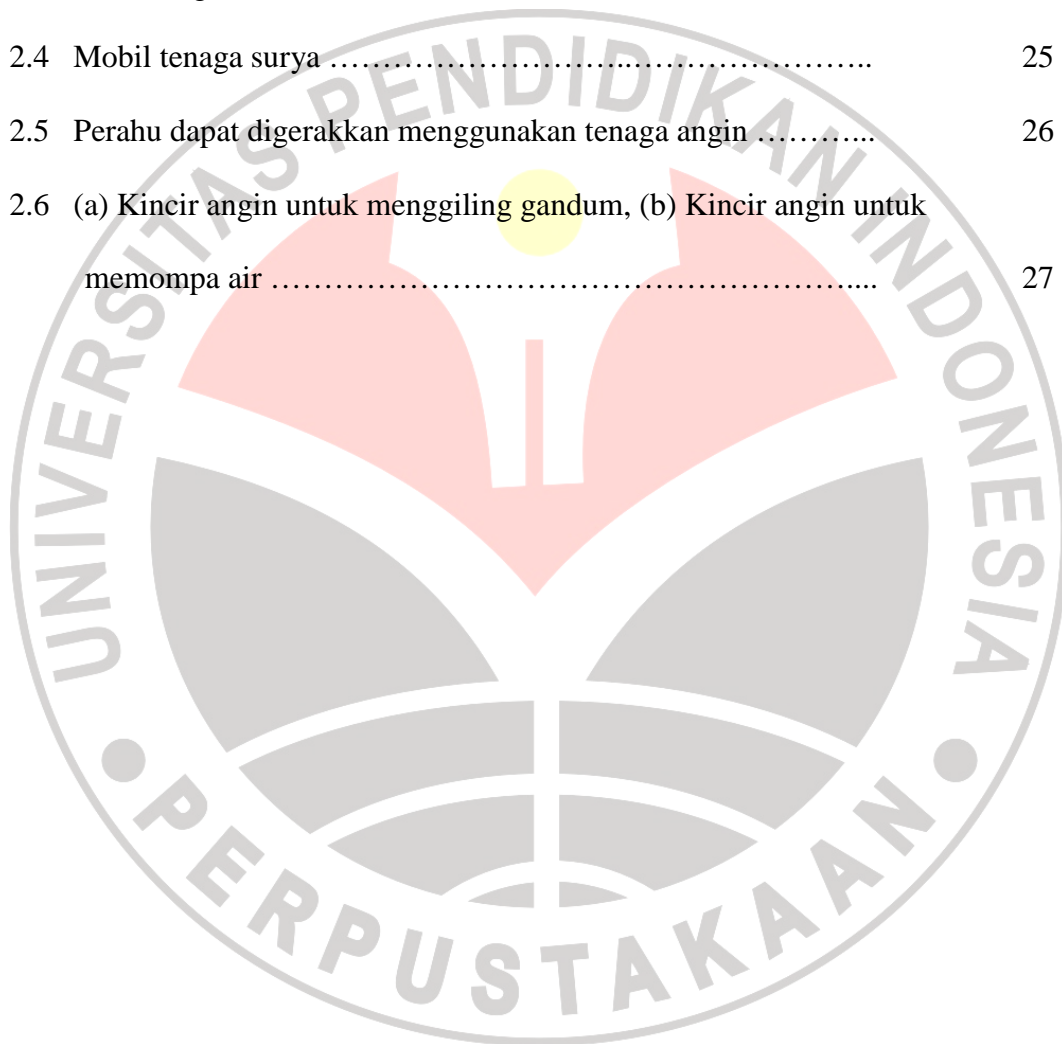 2.4 Mobil tenaga surya ………………………..…………………….. 25
2.5 Perahu dapat digerakkan menggunakan tenaga angin ………... 26
2.6 (a) Kincir angin untuk menggiling gandum, (b) Kincir angin untuk
memompa air ………………………………………………….... 27
UNIVERSITAS PENDIDIKAN INDONESIA
PERPUSTAKAAN